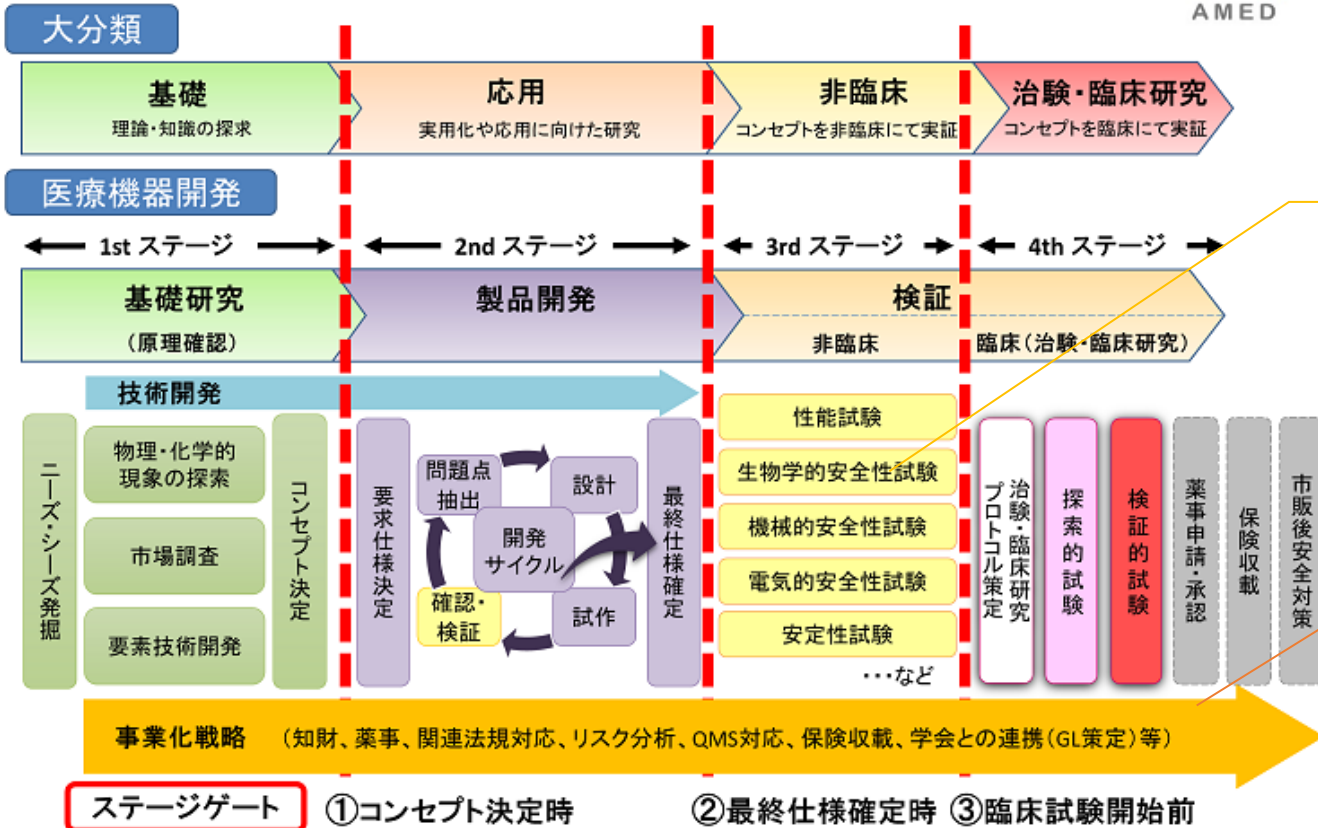 AMED
大分類
基礎
理論・知識の探求
応用
実用化や応用に向けた研究
非臨床
コンセプトを非臨床にて実証
治験・臨床研究
コンセプトを臨床にて実証
医療機器開発
1st ステージ
2nd ステージ
3rd ステージ
4th ステージ
基礎研究
(原理確認)
製品開発
検証
非臨床
臨床(治験・臨床研究)
技術開発
ニーズ・シーズ発掘
物理・化学的
現象の探索
市場調査
要素技術開発
コンセプト決定
要求仕様決定
問題点
抽出
設計
開発
サイクル
確認・
検証
試作
最終仕様確定
性能試験
生物学的安全性試験
機械的安全性試験
電気的安全性試験
安定性試験
・・・など
治験・臨床研究
プロトコル策定
探索的試験
検証的試験
薬事申請・承認
保険収載
市販後安全対策
事業化戦略 (知財、薬事、関連法規対応、リスク分析、QMS対応、保険収載、学会との連携(GL策定)等)
ステージゲート
①コンセプト決定時
②最終仕様確定時
③臨床試験開始前